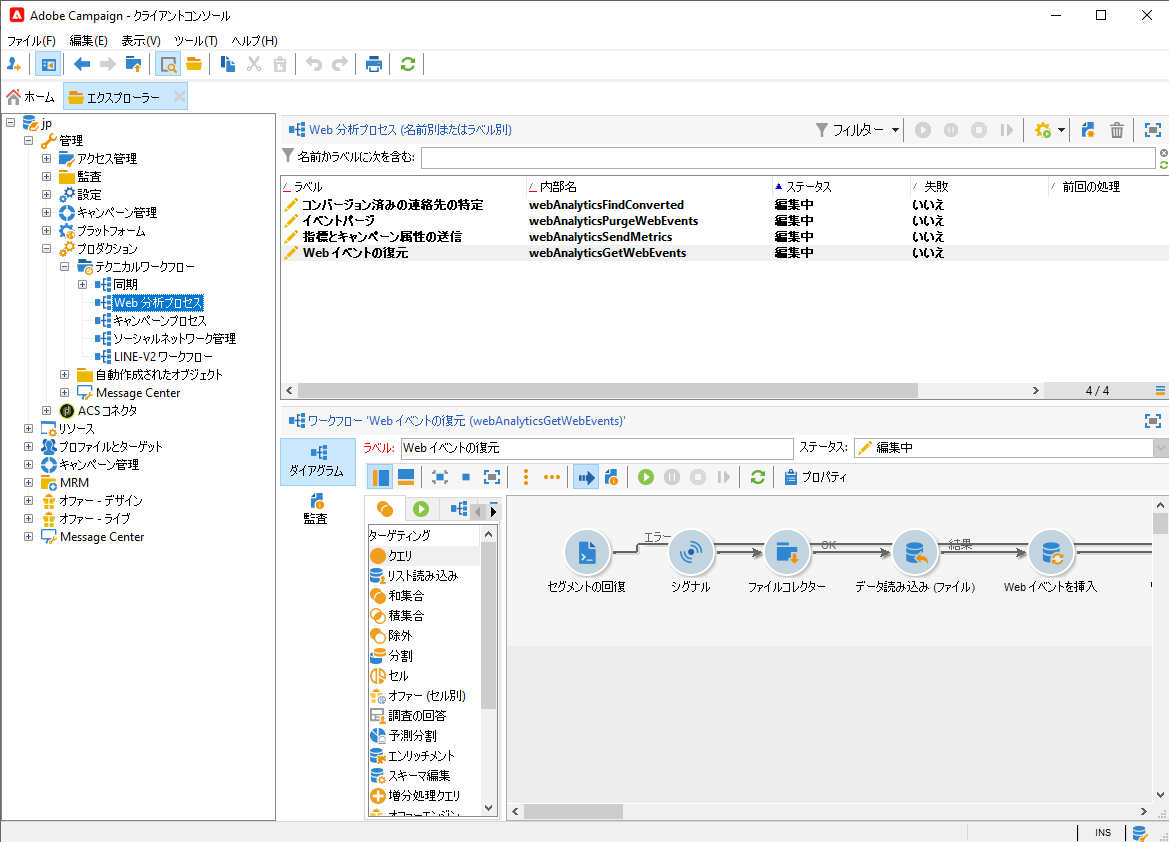 Adobe Campaign - クライアントコンソール
ファイル(F) 編集(E) 表示(V) ツール(T) ヘルプ(H)
ホーム エクスプローラー
jp
管理
アクセス管理
監査
設定
キャンペーン管理
プラットフォーム
プロダクション
テクニカルワークフロー
同期
Web 分析プロセス
キャンペーンプロセス
ソーシャルネットワーク管理
LINE-V2 ワークフロー
自動作成されたオブジェクト
Message Center
ACS コネクタ
リソース
プロファイルとターゲット
キャンペーン管理
MRM
オファー - デザイン
オファー - ライブ
Message Center
Web 分析プロセス (名前別またはラベル別) フィルター
名前かラベルに次を含む:
ラベル 内部名 ステータス 失敗 前回の処理
コンバージョン済みの連絡先の特定 webAnalyticsFindConverted 編集中 いいえ
イベントパージ webAnalyticsPurgeWebEvents 編集中 いいえ
指標とキャンペーン属性の送信 webAnalyticsSendMetrics 編集中 いいえ
Web イベントの復元 webAnalyticsGetWebEvents 編集中 いいえ
4 / 4
ワークフロー 'Web イベントの復元 (webAnalyticsGetWebEvents)'
ダイアグラム
監査
ラベル: Web イベントの復元 ステータス: 編集中
プロパティ
ターゲティング
クエリ
リスト読み込み
和集合
積集合
除外
分割
セル
オファー (セル別)
調査の回答
予測分割
エンリッチメント
スキーマ編集
増分処理クエリ
オファーエンジン
エラー OK 結果
セグメントの回復 シグナル ファイルコレクター データ読み込み (ファイル) Web イベントを挿入
INS